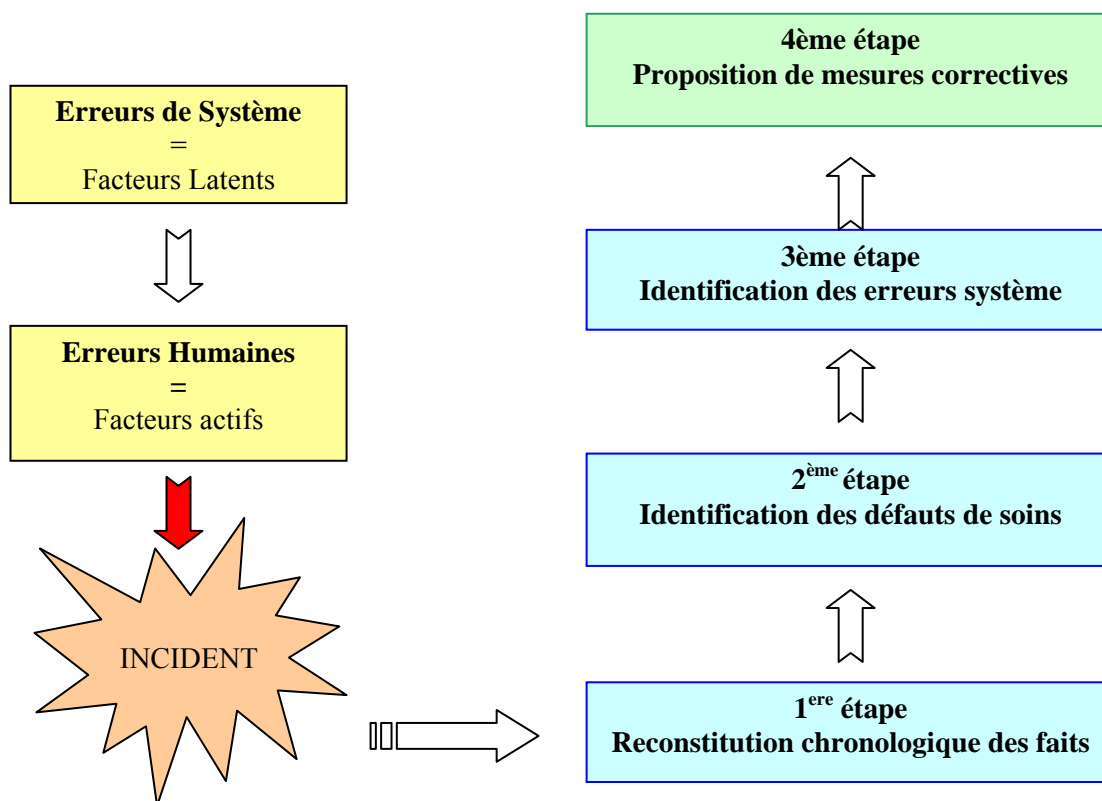 Erreurs de Système
=
Facteurs Latents
Erreurs Humaines
=
Facteurs actifs
INCIDENT
4ème étape
Proposition de mesures correctives
3ème étape
Identification des erreurs système
2ème étape
Identification des défauts de soins
1ere étape
Reconstitution chronologique des faits